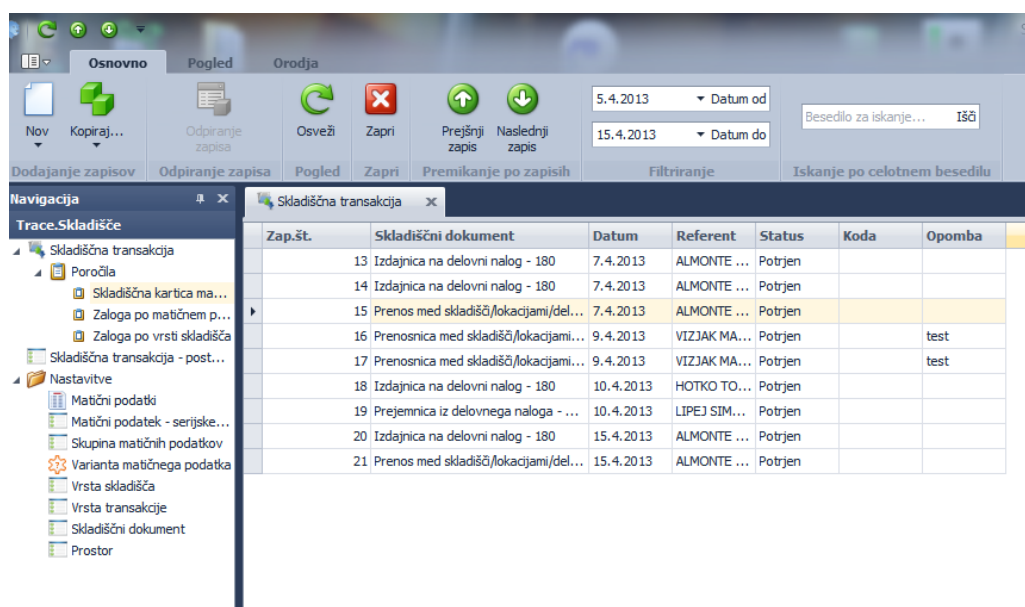 Osnovno Pogled Orodja
Nov Kopiraj... Odpiranje zapisa Osveži Zapri Prejšnji zapis Naslednji zapis
5.4.2013 Datum od
15.4.2013 Datum do
Besedilo za iskanje... Išči
Dodajanje zapisov Odpiranje zapisa Pogled Zapri Premikanje po zapisih Filtriranje Iskanje po celotnem besedilu
Navigacija
Trace.Skladišče
Skladiščna transakcija
Poročila
Skladiščna kartica ma...
Zaloga po matičnem p...
Zaloga po vrsti skladišča
Skladiščna transakcija - post...
Nastavitve
Matični podatki
Matični podatek - serijske...
Skupina matičnih podatkov
Varianta matičnega podatka
Vrsta skladišča
Vrsta transakcije
Skladiščni dokument
Prostor
Skladiščna transakcija
Zap.št. Skladiščni dokument Datum Referent Status Koda Opomba
13 Izdajnica na delovni nalog - 180 7.4.2013 ALMONTE ... Potrjen
14 Izdajnica na delovni nalog - 180 7.4.2013 ALMONTE ... Potrjen
15 Prenos med skladišči/lokacijami/del... 7.4.2013 ALMONTE ... Potrjen
16 Prenosnica med skladišči/lokacijami... 9.4.2013 VIZJAK MA... Potrjen test
17 Prenosnica med skladišči/lokacijami... 9.4.2013 VIZJAK MA... Potrjen test
18 Izdajnica na delovni nalog - 180 10.4.2013 HOTKO TO... Potrjen
19 Prejemnica iz delovnega naloga - ... 10.4.2013 LIPEJ SIM... Potrjen
20 Izdajnica na delovni nalog - 180 15.4.2013 ALMONTE ... Potrjen
21 Prenos med skladišči/lokacijami/del... 15.4.2013 ALMONTE ... Potrjen